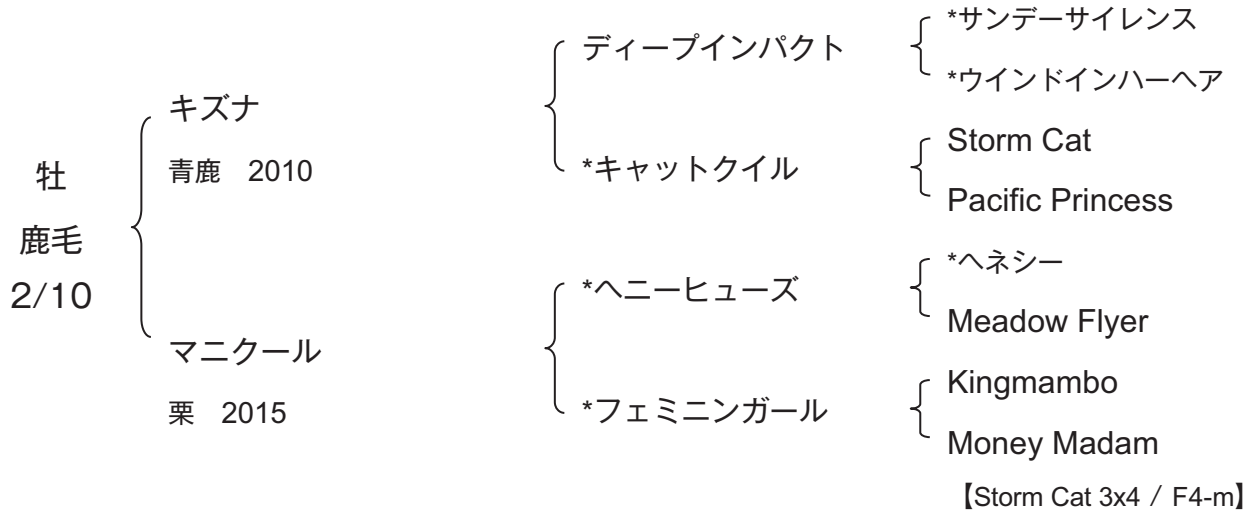 牡
鹿毛
2/10
キズナ
青鹿　2010
マニクール
栗　2015
ディープインパクト
*キャットクイル
*ヘニーヒューズ
*フェミニンガール
*サンデーサイレンス
*ウインドインハーヘア
Storm Cat
Pacific Princess
*ヘネシー
Meadow Flyer
Kingmambo
Money Madam
【Storm Cat 3x4 / F4-m】